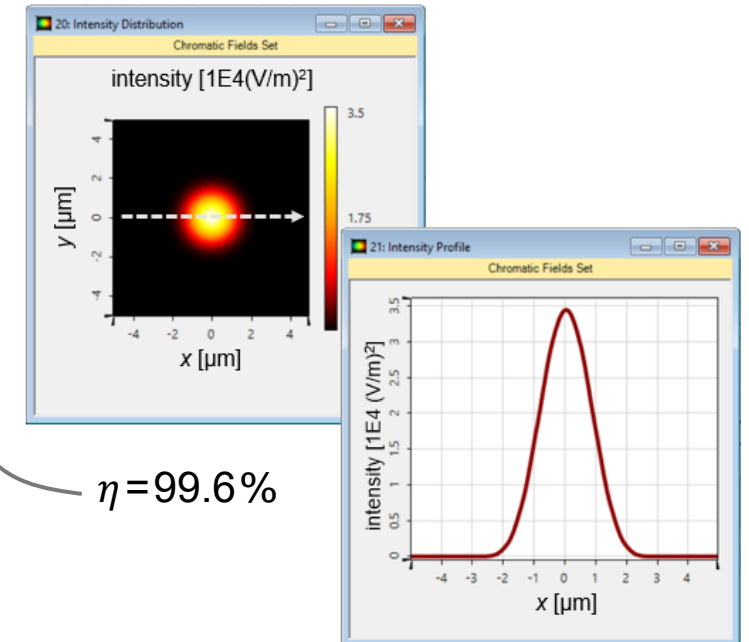 20: Intensity Distribution
Chromatic Fields Set
intensity [1E4(V/m)²]
3.5
1.75
y [µm]
4
2
0
-2
-4
-4 -2 0 2 4
x [µm]
21: Intensity Profile
Chromatic Fields Set
intensity [1E4 (V/m)²]
3.5
3
2.5
2
1.5
1
0.5
0
-4 -3 -2 -1 0 1 2 3 4
x [µm]
η=99.6%